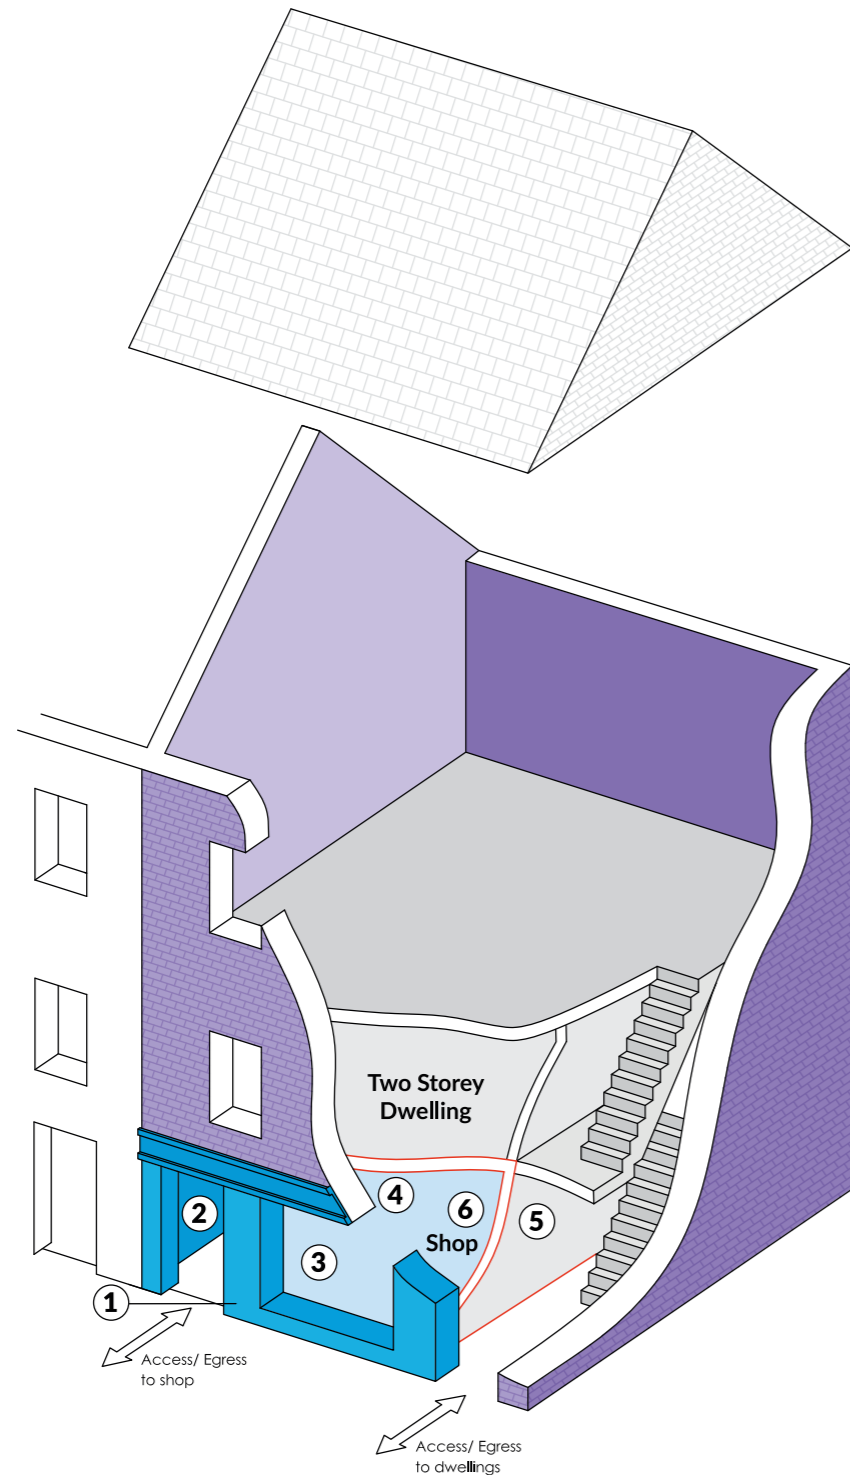 Two Storey
Dwelling
4
6
2
5
Shop
3
1
Access/ Egress
to shop
Access/ Egress
to dwellings